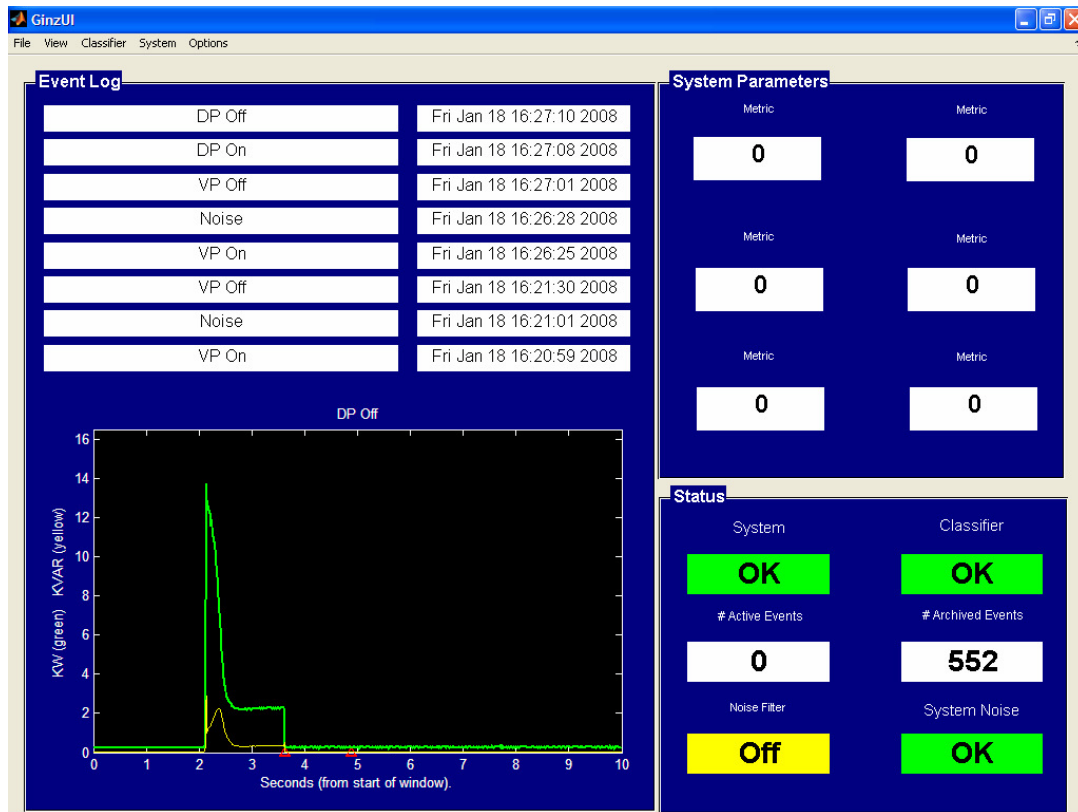 GinzUI
File View Classifier System Options
Event Log
DP Off Fri Jan 18 16:27:10 2008
DP On Fri Jan 18 16:27:08 2008
VP Off Fri Jan 18 16:27:01 2008
Noise Fri Jan 18 16:26:28 2008
VP On Fri Jan 18 16:26:25 2008
VP Off Fri Jan 18 16:21:30 2008
Noise Fri Jan 18 16:21:01 2008
VP On Fri Jan 18 16:20:59 2008
DP Off
KW (green) KVAR (yellow)
16
14
12
10
8
6
4
2
0
0 1 2 3 4 5 6 7 8 9 10
Seconds (from start of window).
System Parameters
Metric Metric
0 0
Metric Metric
0 0
Metric Metric
0 0
Status
System Classifier
OK OK
# Active Events # Archived Events
0 552
Noise Filter System Noise
Off OK